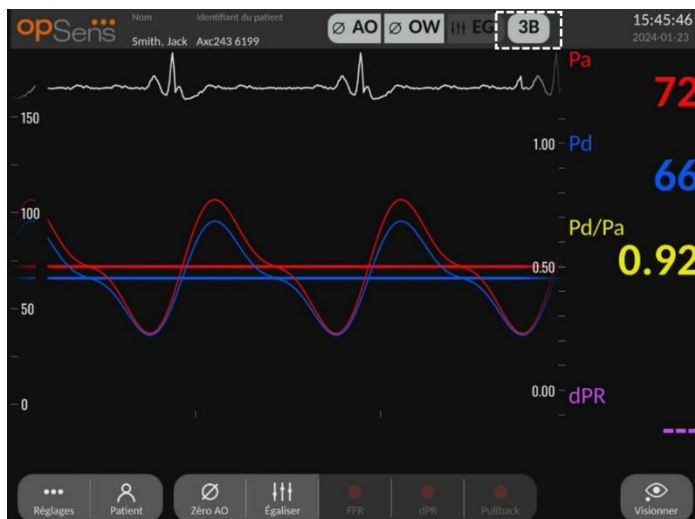 opSens
Nom Identifiant du patient
Smith, Jack Axc243 6199
AO OW EG 3B
15:45:46
2024-01-23
Pa
72
150
1.00
Pd
66
100
Pd/Pa
0.92
0.50
50
0.00
dPR
0
---
Réglages Patient Zéro AO Égaliser FFR dPR Pullback Visionner